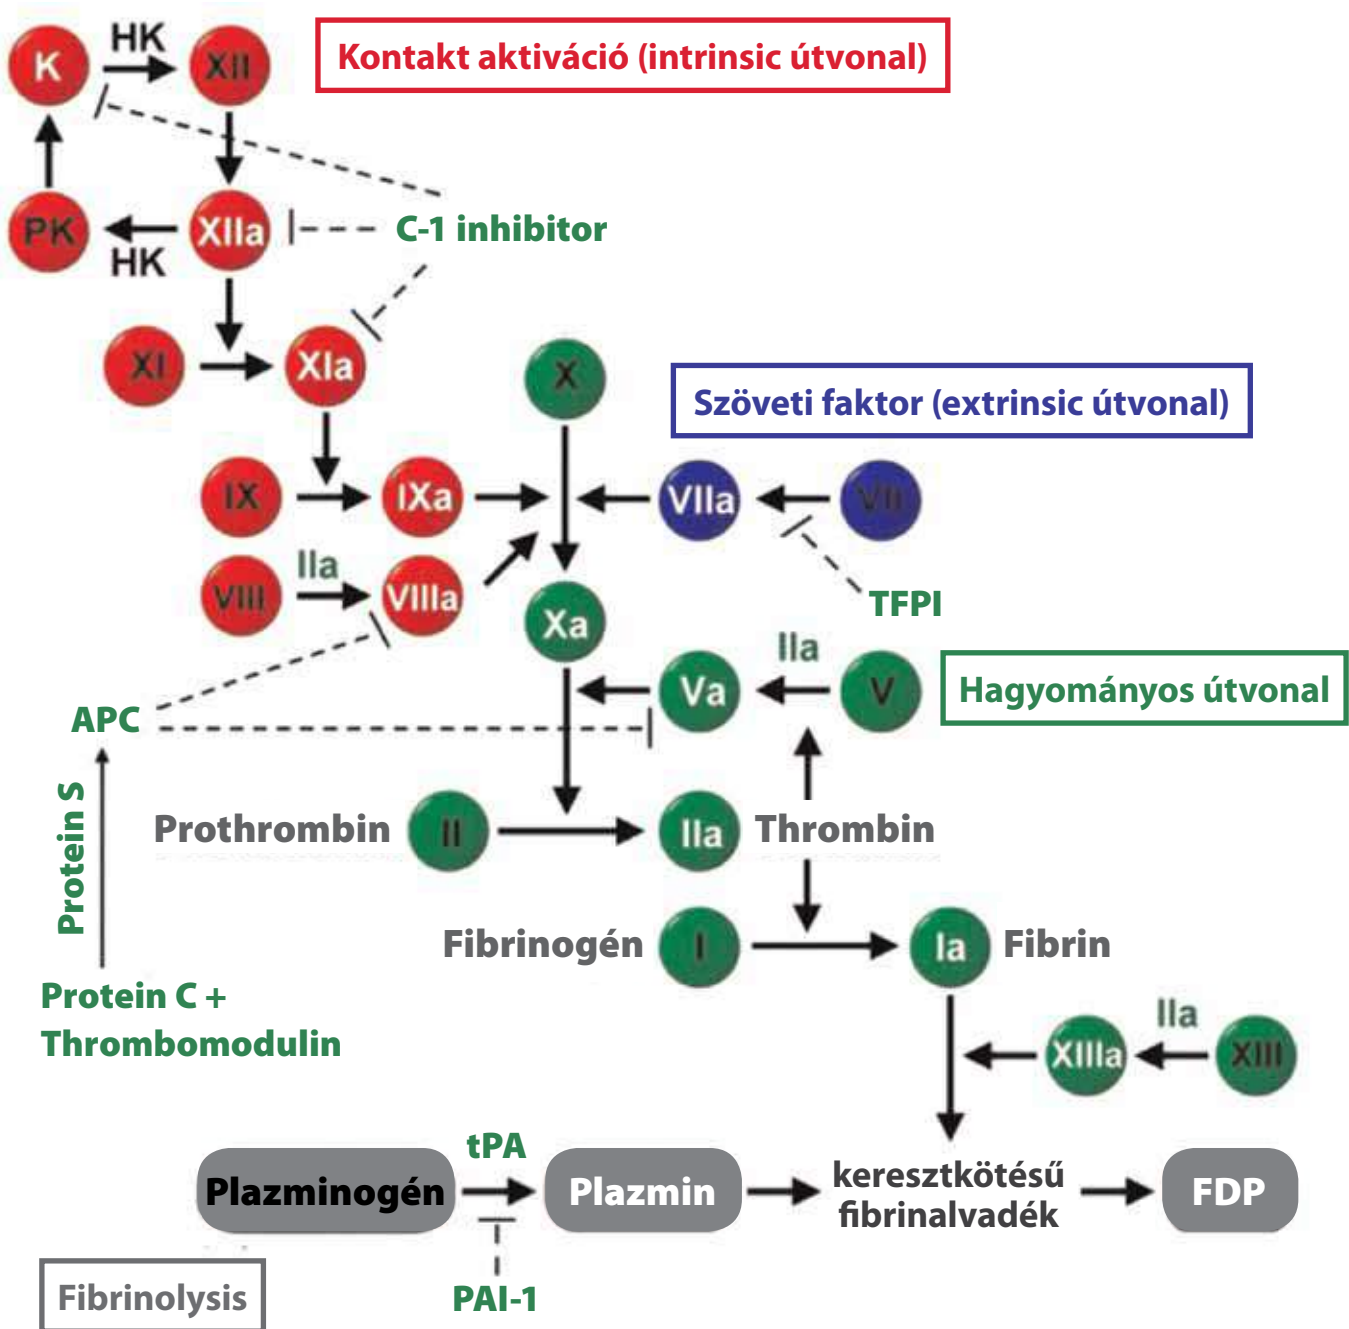 K
HK
XII
Kontakt aktiváció (intrinsic útvonal)
PK
HK
XIIa
C-1 inhibitor
XI
XIa
X
Szöveti faktor (extrinsic útvonal)
IX
IXa
VIIa
VII
VIII
IIa
VIIIa
Xa
TFPI
APC
Va
IIa
V
Hagyományos útvonal
Protein S
Prothrombin
II
IIa
Thrombin
Fibrinogén
I
Ia
Fibrin
Protein C +
Thrombomodulin
XIIIa
IIa
XIII
Plazminogén
tPA
Plazmin
keresztkötésű
fibrinalvadék
FDP
PAI-1
Fibrinolysis